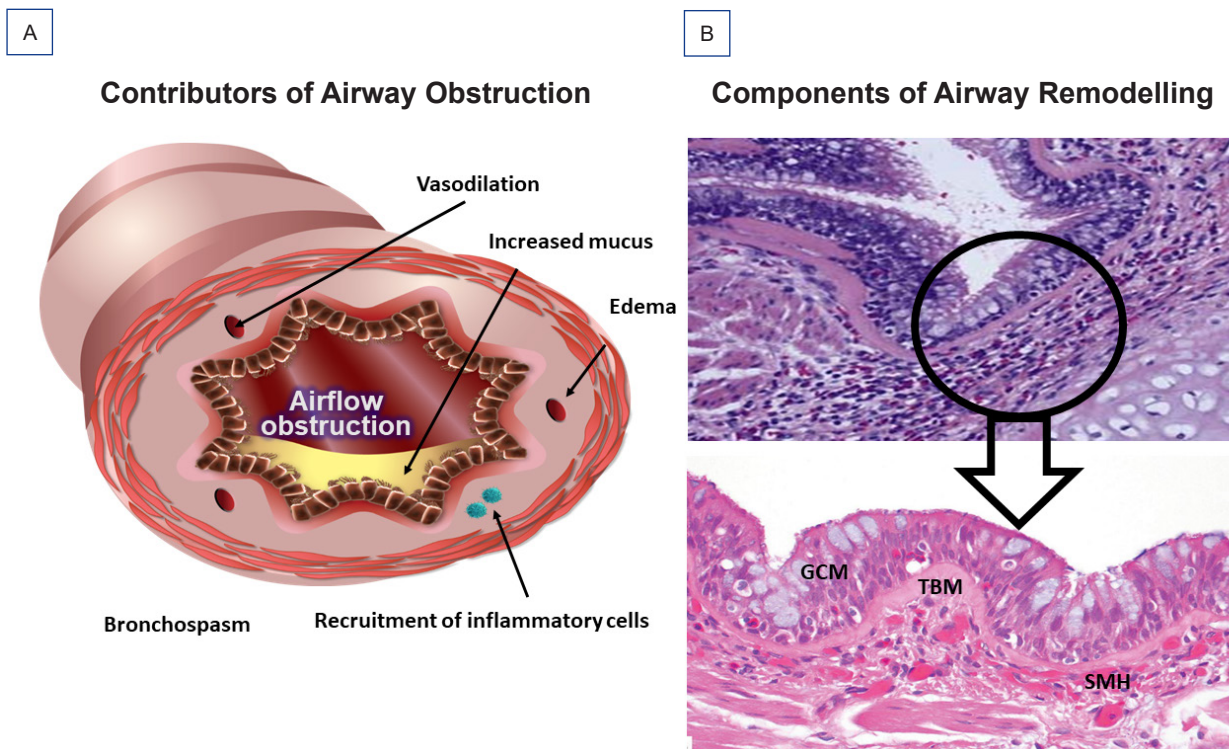 A
Contributors of Airway Obstruction
Vasodilation
Increased mucus
Edema
Airflow
obstruction
Bronchospasm
Recruitment of inflammatory cells
B
Components of Airway Remodelling
GCM
TBM
SMH